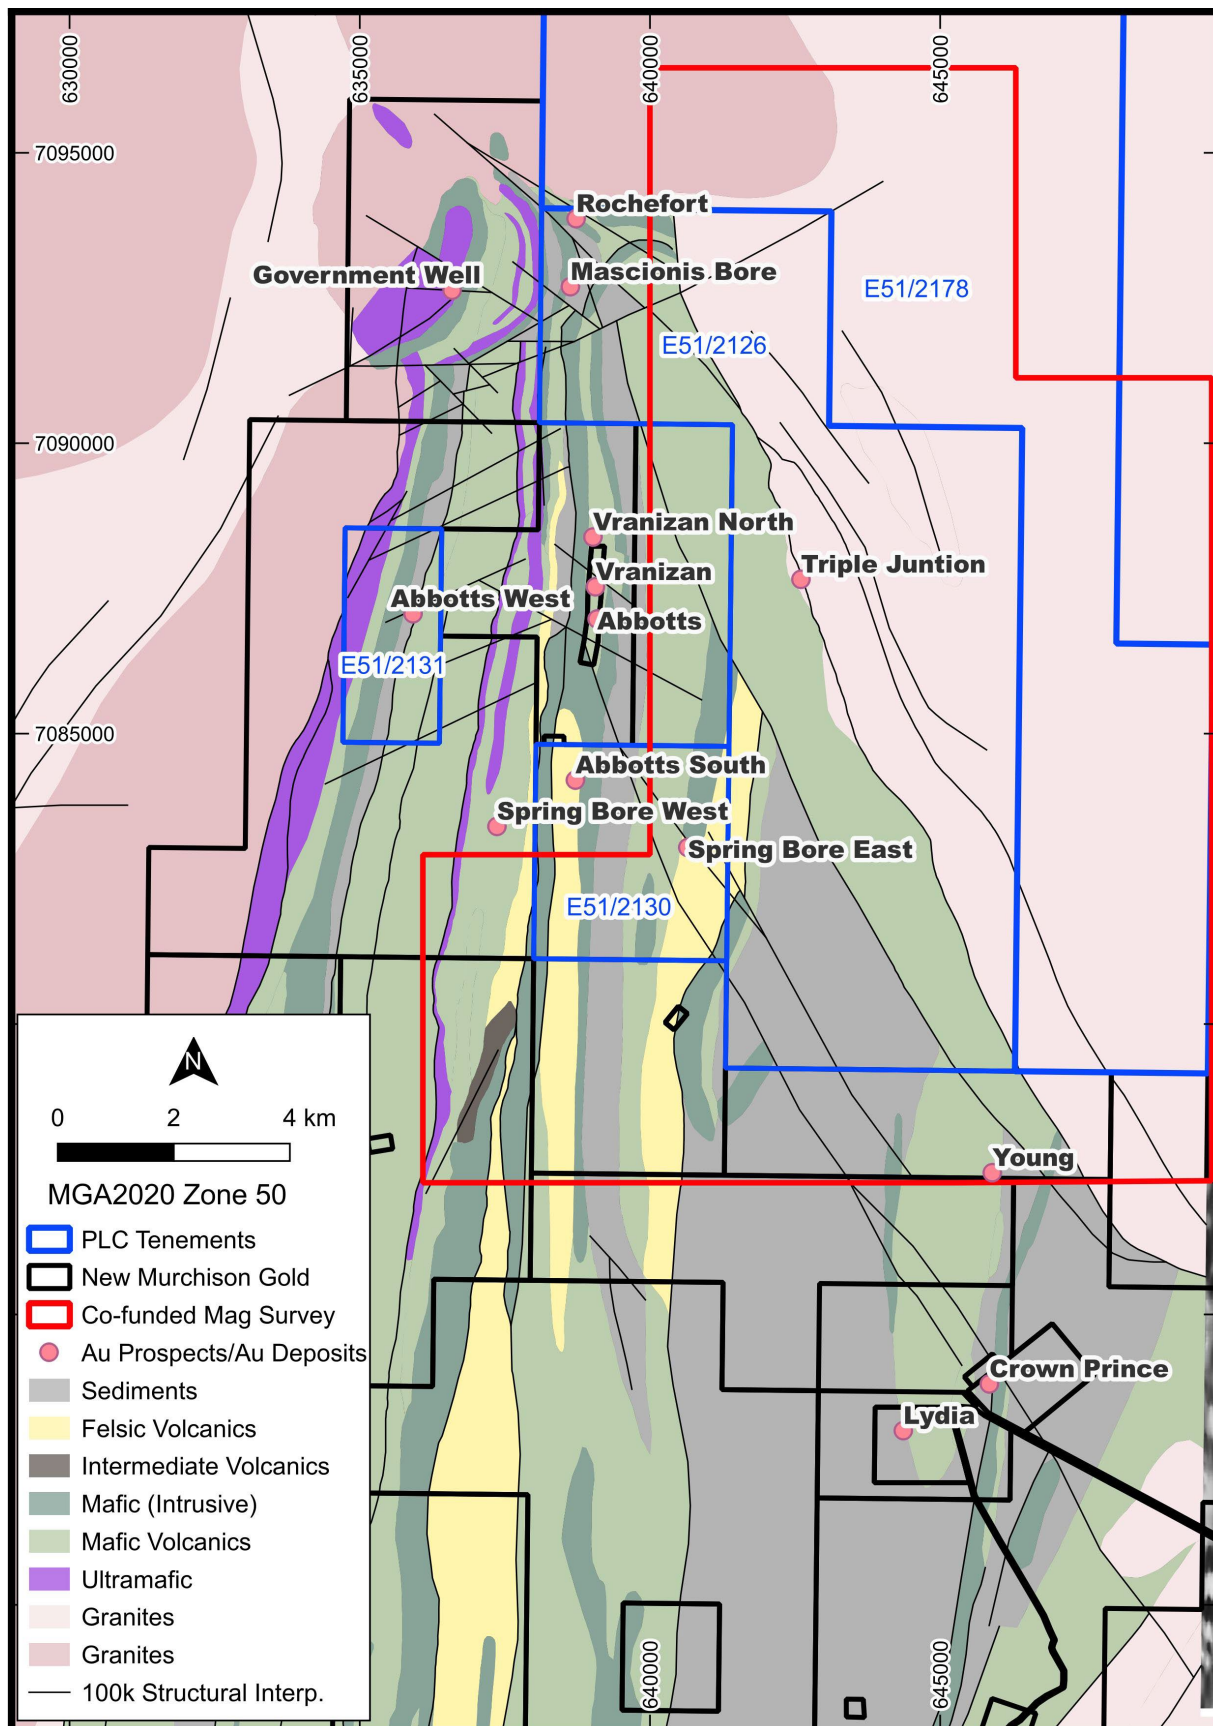 630000
635000
640000
645000
7095000
Rochefort
Government Well
Mascionis Bore
E51/2178
E51/2126
7090000
Vranizan North
Triple Juntion
Vranizan
Abbotts West
Abbotts
E51/2131
7085000
Abbotts South
Spring Bore West
Spring Bore East
E51/2130
N
0 2 4 km
MGA2020 Zone 50
PLC Tenements
New Murchison Gold
Co-funded Mag Survey
Au Prospects/Au Deposits
Sediments
Felsic Volcanics
Intermediate Volcanics
Mafic (Intrusive)
Mafic Volcanics
Ultramafic
Granites
Granites
100k Structural Interp.
Young
Crown Prince
Lydia
640000
645000